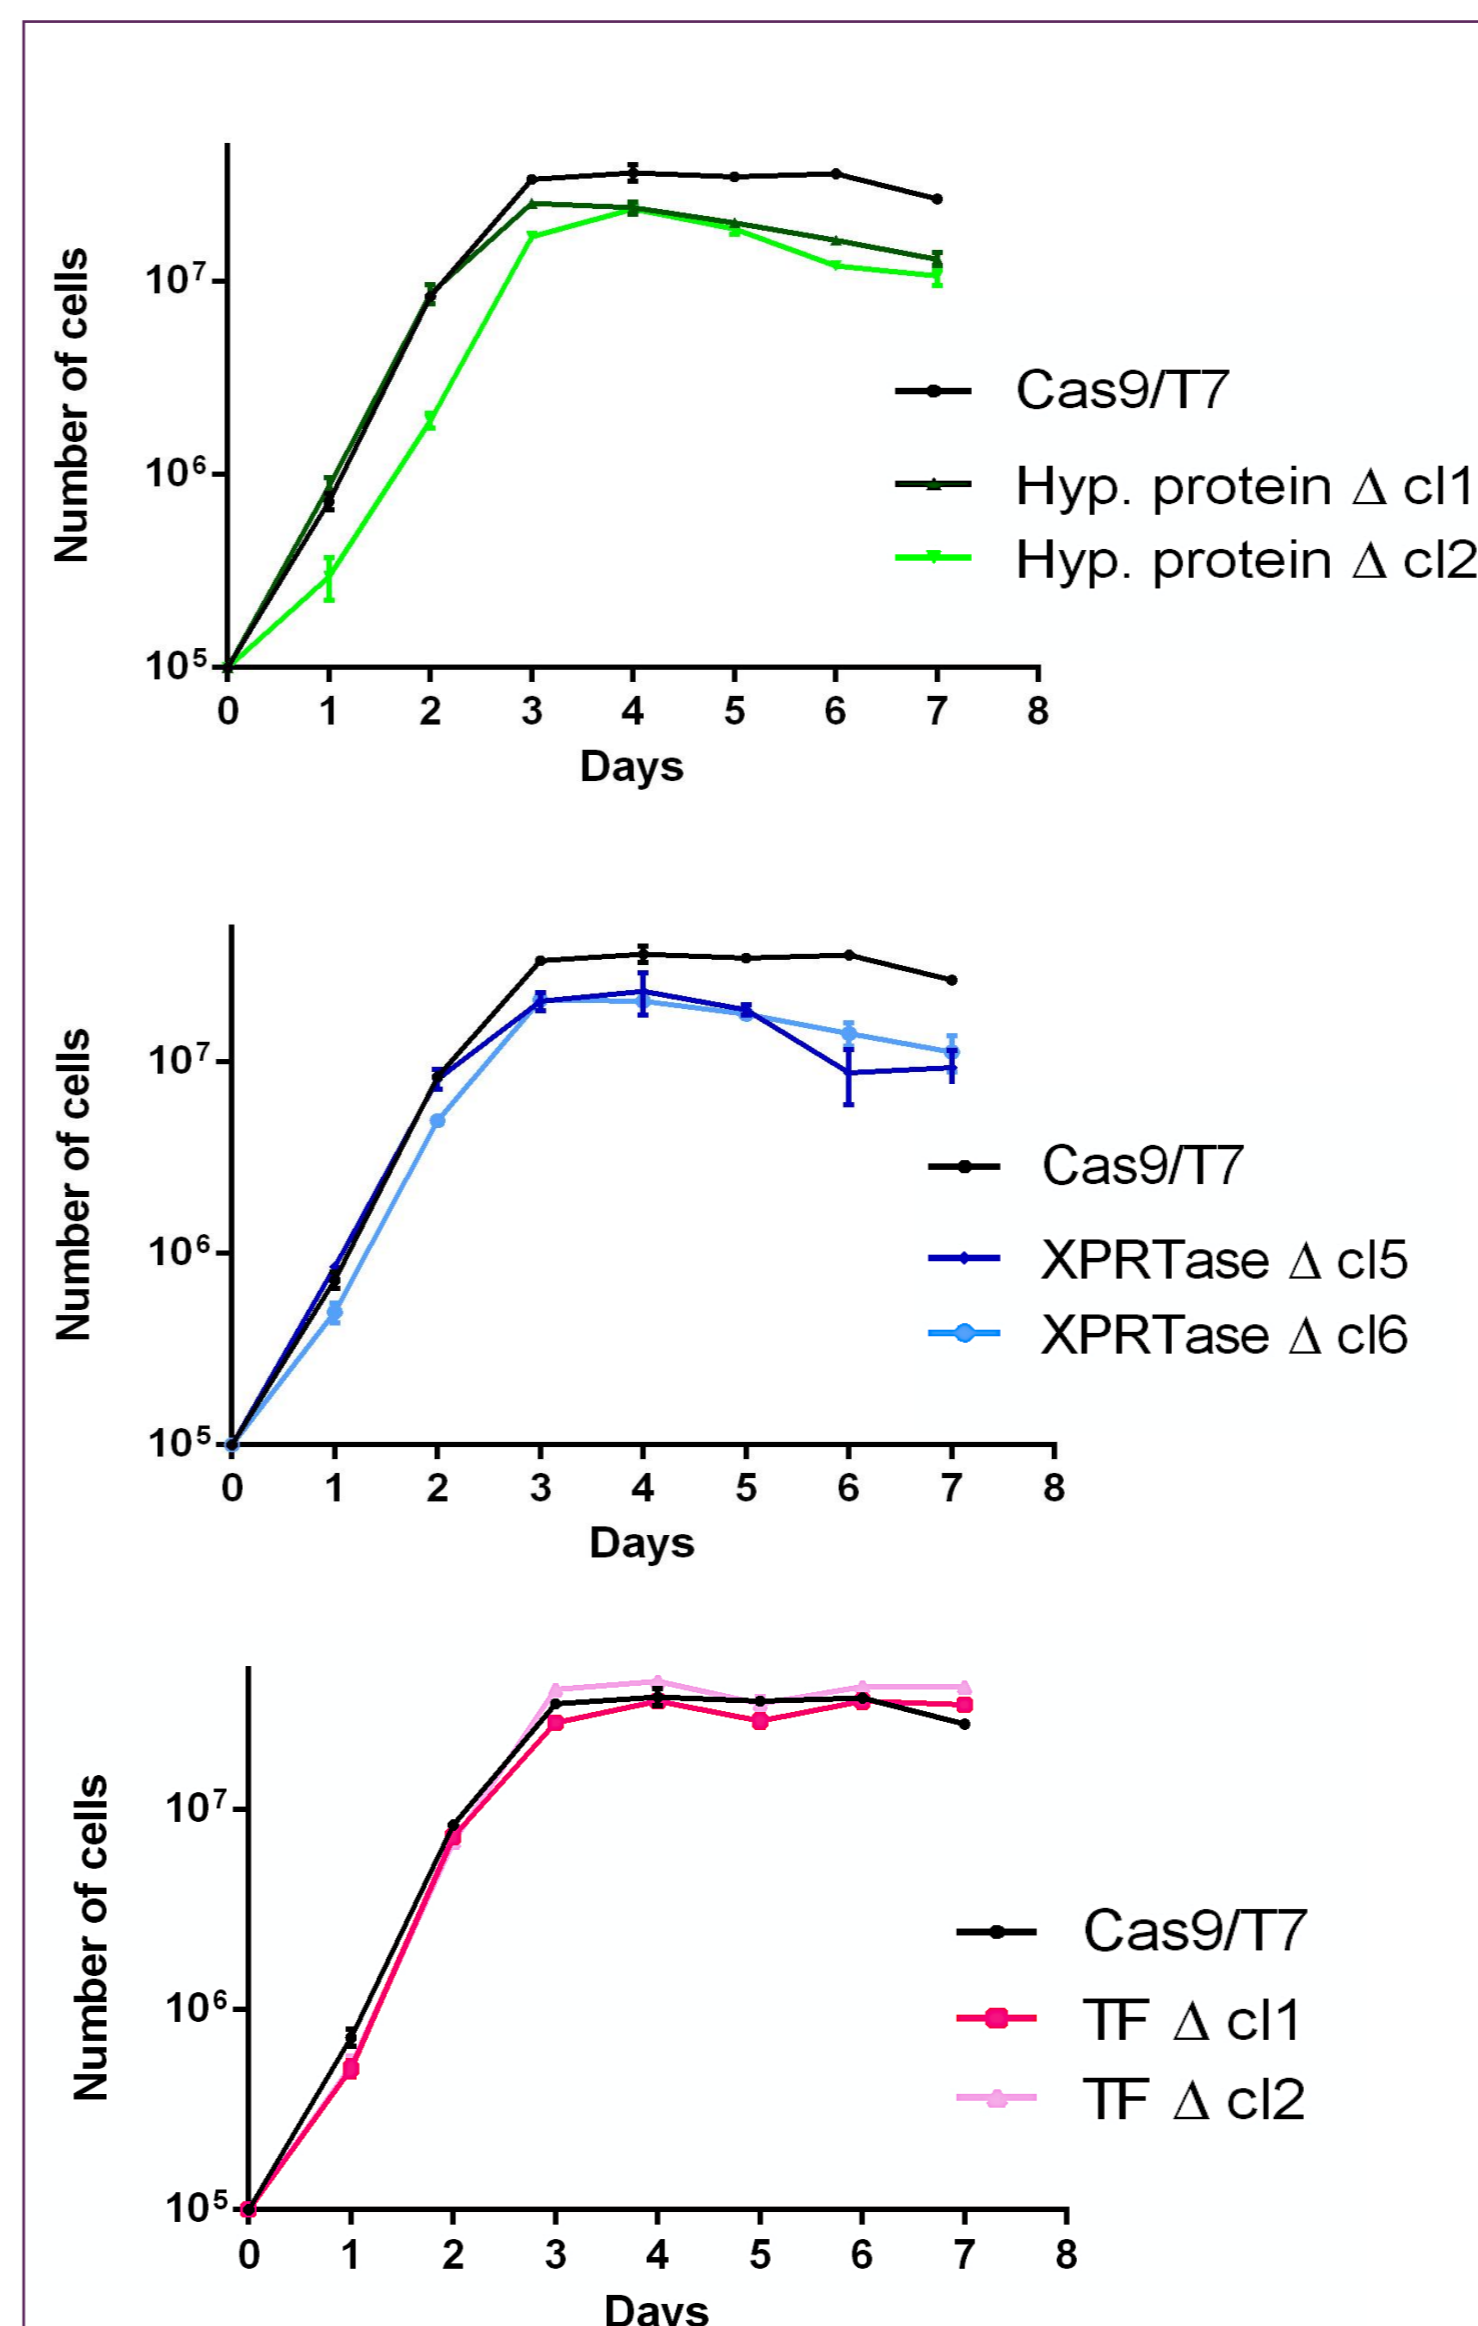 Number of cells
10⁷
10⁶
10⁵
0 1 2 3 4 5 6 7 8
Days
Cas9/T7
Hyp. protein Δ cl1
Hyp. protein Δ cl2
Number of cells
10⁷
10⁶
10⁵
0 1 2 3 4 5 6 7 8
Days
Cas9/T7
XPRTase Δ cl5
XPRTase Δ cl6
Number of cells
10⁷
10⁶
10⁵
0 1 2 3 4 5 6 7 8
Days
Cas9/T7
TF Δ cl1
TF Δ cl2